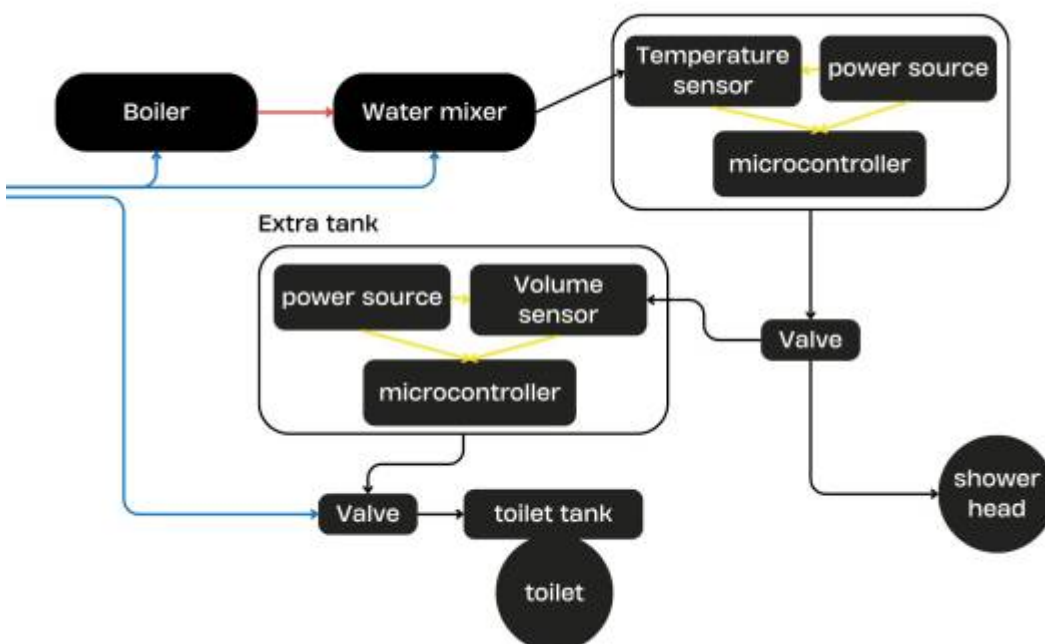 Temperature
sensor
power source
Boiler
Water mixer
microcontroller
Extra tank
power source
Volume
sensor
Valve
microcontroller
shower
head
Valve
toilet tank
toilet